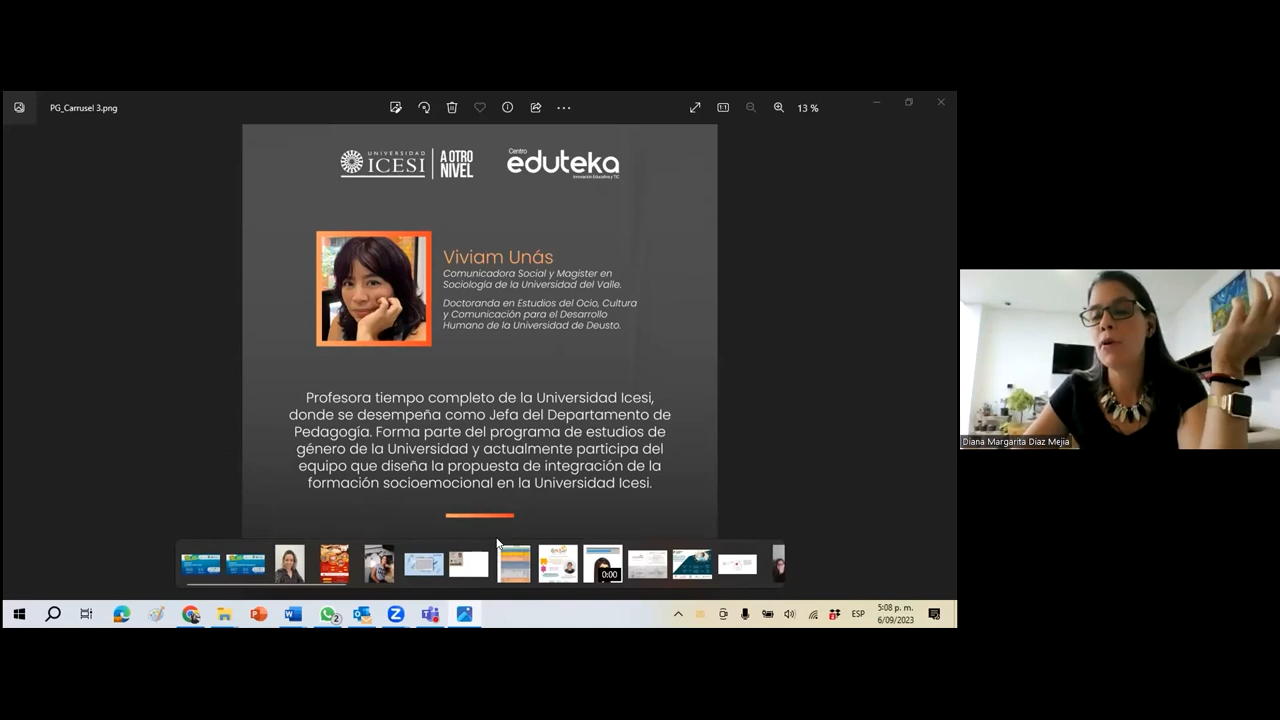 PG_Carrusel 3.png
13 %
UNIVERSIDAD
ICESI
A OTRO
NIVEL
Centro
eduteka
Innovación Educativa y TIC
Viviam Unás
Comunicadora Social y Magister en
Sociología de la Universidad del Valle.
Doctoranda en Estudios del Ocio, Cultura
y Comunicación para el Desarrollo
Humano de la Universidad de Deusto.
Profesora tiempo completo de la Universidad Icesi,
donde se desempeña como Jefa del Departamento de
Pedagogía. Forma parte del programa de estudios de
género de la Universidad y actualmente participa del
equipo que diseña la propuesta de integración de la
formación socioemocional en la Universidad Icesi.
Diana Margarita Díaz Mejía
0:00
2
ESP
5:08 p. m.
6/09/2023